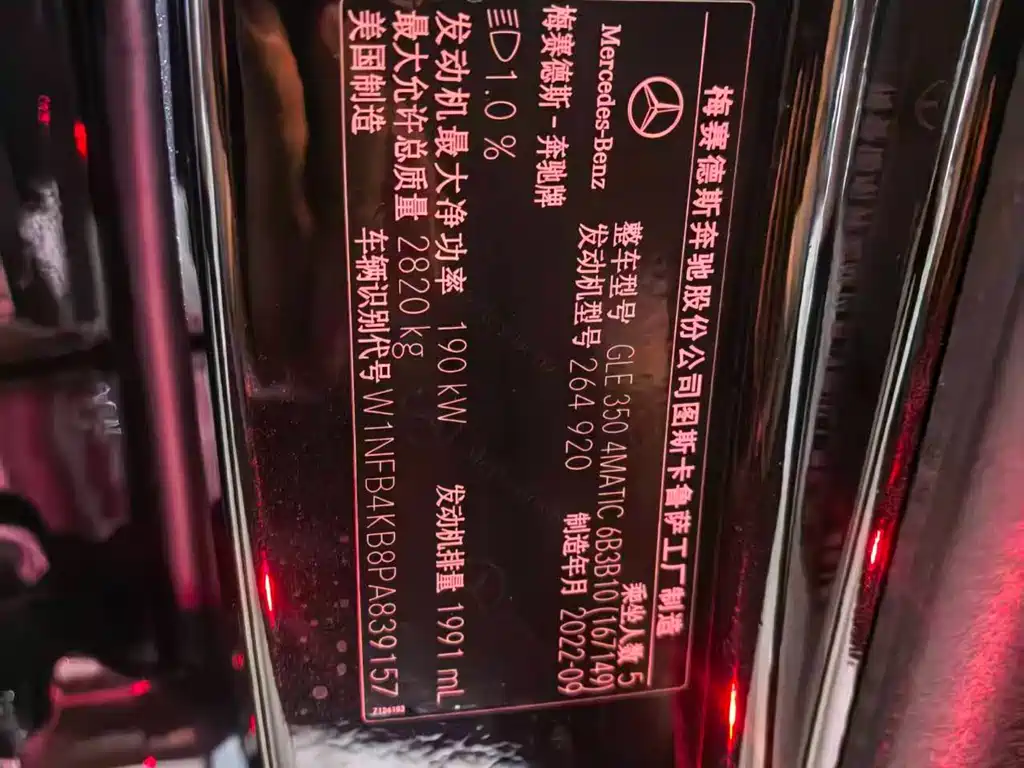 梅赛德斯奔驰股份公司图斯卡鲁萨工厂制造
乘坐人数 5
Mercedes-Benz
整车型号 GLE 350 4MATIC 6B3B10(167149)
梅赛德斯-奔驰牌
发动机型号 264 920
制造年月 2022-09
1.0 %
发动机最大净功率 190 kW
发动机排量 1991 mL
最大允许总质量 2820 kg
美国制造
车辆识别代号 W1NFB4KB8PA839157